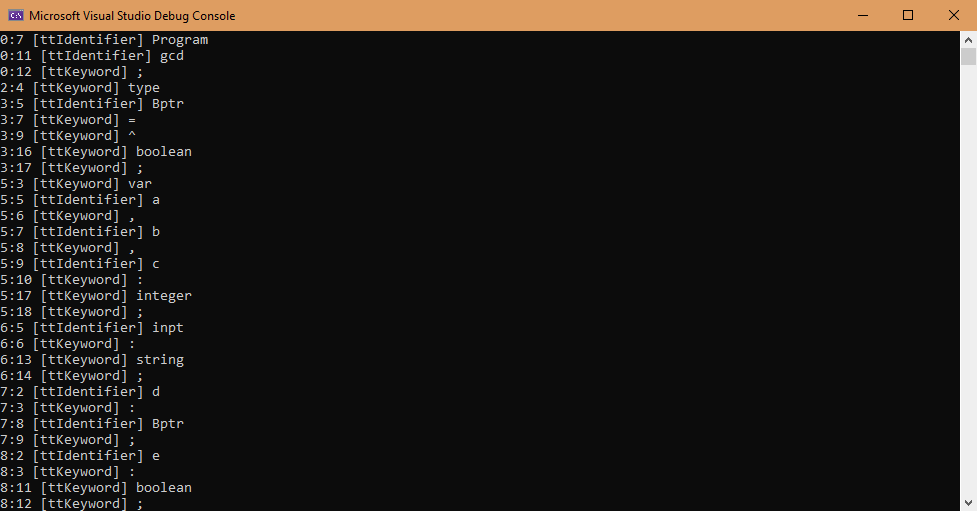 Microsoft Visual Studio Debug Console
0:7 [ttIdentifier] Program
0:11 [ttIdentifier] gcd
0:12 [ttKeyword] ;
2:4 [ttKeyword] type
3:5 [ttIdentifier] Bptr
3:7 [ttKeyword] =
3:9 [ttKeyword] ^
3:16 [ttKeyword] boolean
3:17 [ttKeyword] ;
5:3 [ttKeyword] var
5:5 [ttIdentifier] a
5:6 [ttKeyword] ,
5:7 [ttIdentifier] b
5:8 [ttKeyword] ,
5:9 [ttIdentifier] c
5:10 [ttKeyword] :
5:17 [ttKeyword] integer
5:18 [ttKeyword] ;
6:5 [ttIdentifier] inpt
6:6 [ttKeyword] :
6:13 [ttKeyword] string
6:14 [ttKeyword] ;
7:2 [ttIdentifier] d
7:3 [ttKeyword] :
7:8 [ttIdentifier] Bptr
7:9 [ttKeyword] ;
8:2 [ttIdentifier] e
8:3 [ttKeyword] :
8:11 [ttKeyword] boolean
8:12 [ttKeyword] ;